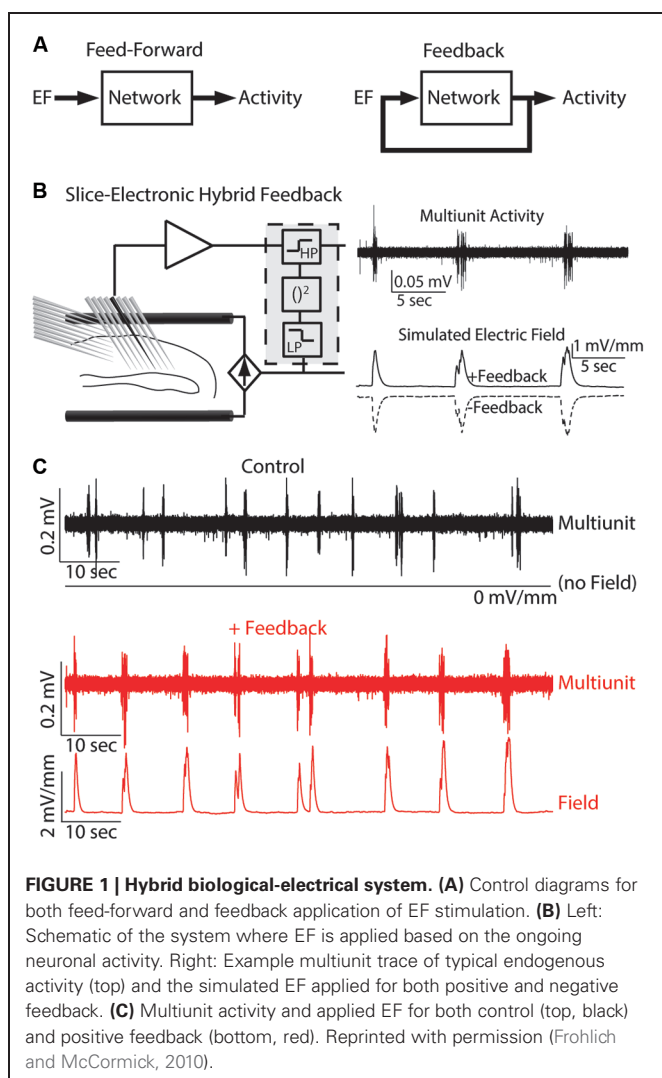 A
Feed-Forward
EF
Network
Activity
Feedback
EF
Network
Activity
B
Slice-Electronic Hybrid Feedback
HP
()²
LP
Multiunit Activity
0.05 mV
5 sec
Simulated Electric Field
1 mV/mm
5 sec
+Feedback
-Feedback
C
Control
0.2 mV
10 sec
Multiunit
(no Field)
0 mV/mm
+ Feedback
0.2 mV
10 sec
Multiunit
2 mV/mm
10 sec
Field
FIGURE 1 | Hybrid biological-electrical system. (A) Control diagrams for
both feed-forward and feedback application of EF stimulation. (B) Left:
Schematic of the system where EF is applied based on the ongoing
neuronal activity. Right: Example multiunit trace of typical endogenous
activity (top) and the simulated EF applied for both positive and negative
feedback. (C) Multiunit activity and applied EF for both control (top, black)
and positive feedback (bottom, red). Reprinted with permission (Frohlich
and McCormick, 2010).